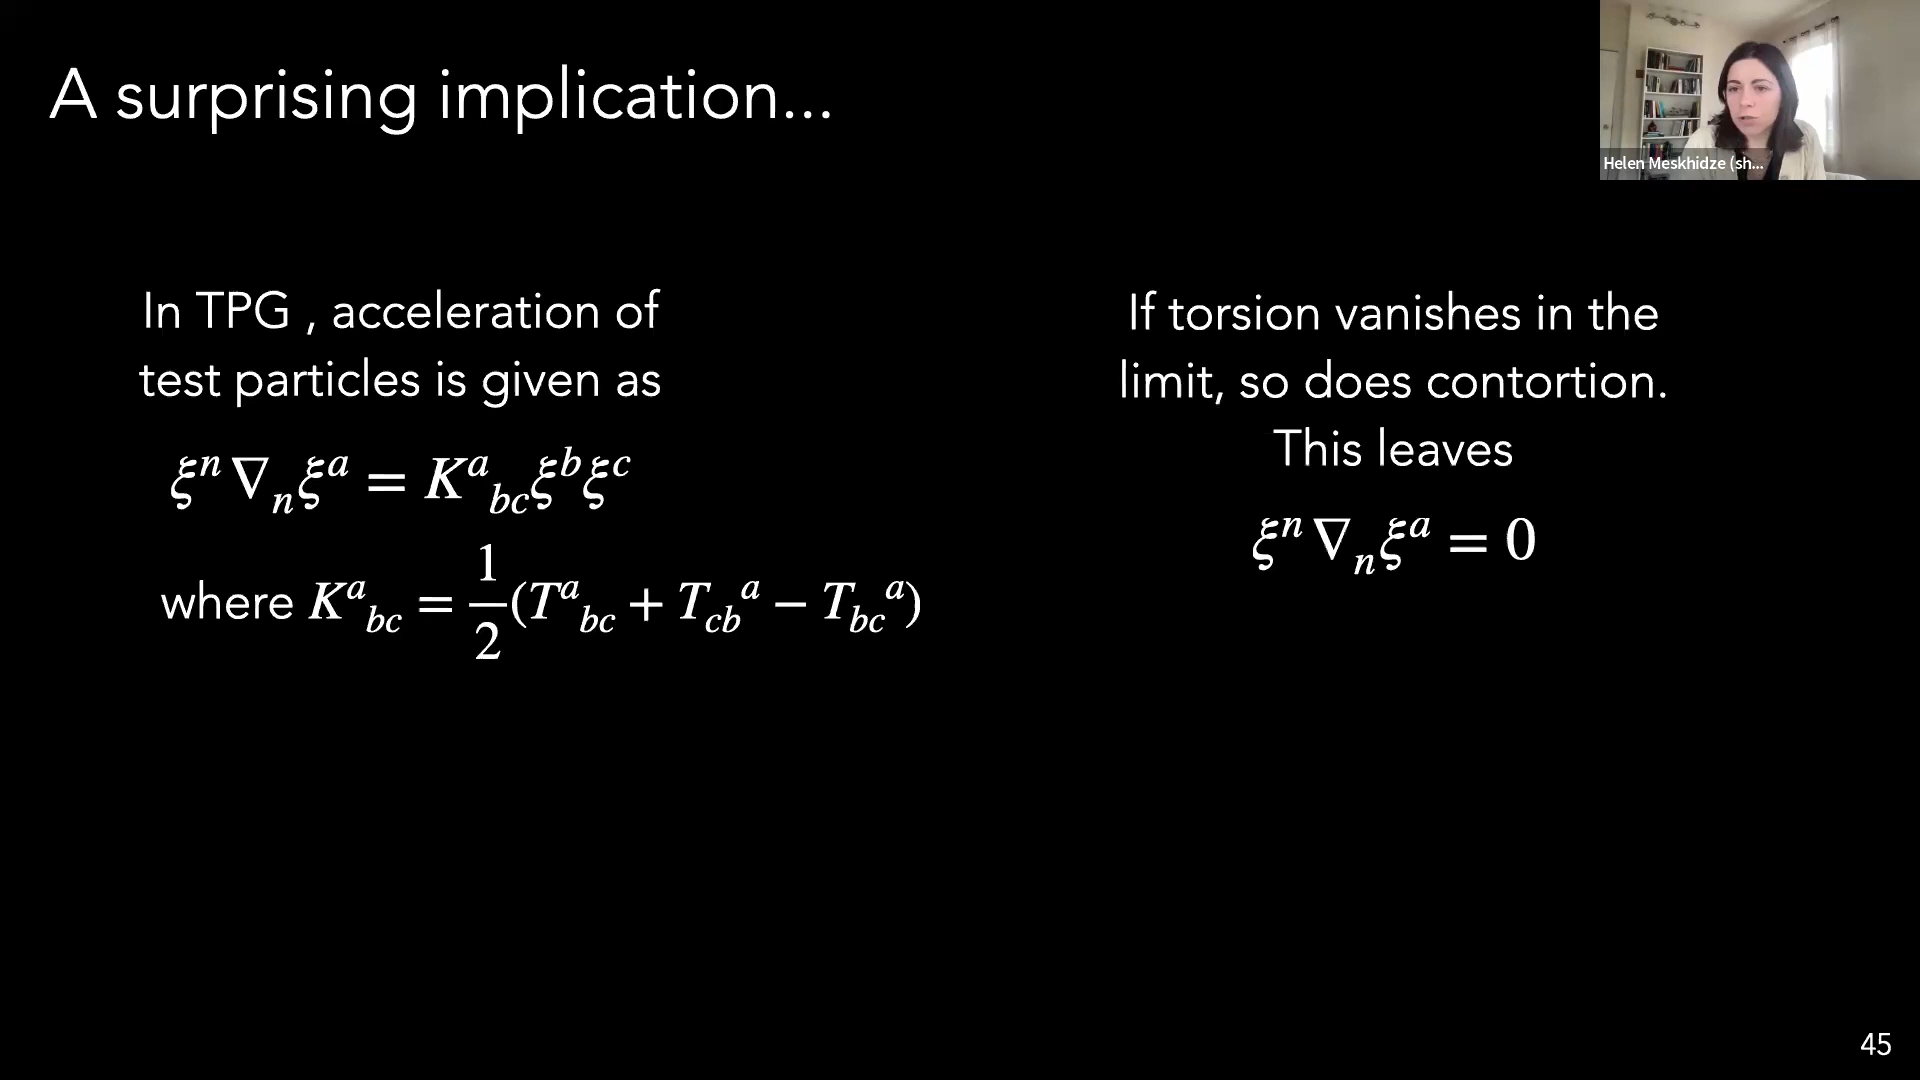 A surprising implication...
Helen Meskhidze (sh...
In TPG , acceleration of
test particles is given as
ξⁿ∇ₙξᵃ = Kᵃ_bc ξᵇξᶜ
where Kᵃ_bc = 1/2 (Tᵃ_bc + T_cbᵃ − T_bcᵃ)
If torsion vanishes in the
limit, so does contortion.
This leaves
ξⁿ∇ₙξᵃ = 0
45